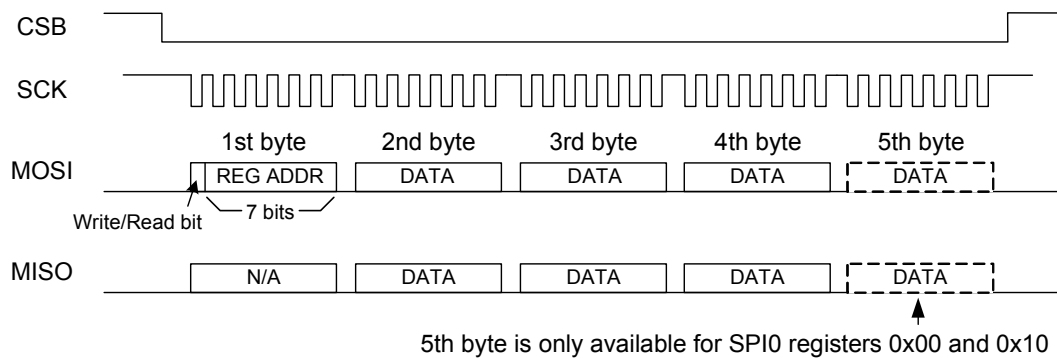 CSB
SCK
1st byte 2nd byte 3rd byte 4th byte 5th byte
MOSI REG ADDR DATA DATA DATA DATA
Write/Read bit 7 bits
MISO N/A DATA DATA DATA DATA
5th byte is only available for SPI0 registers 0x00 and 0x10